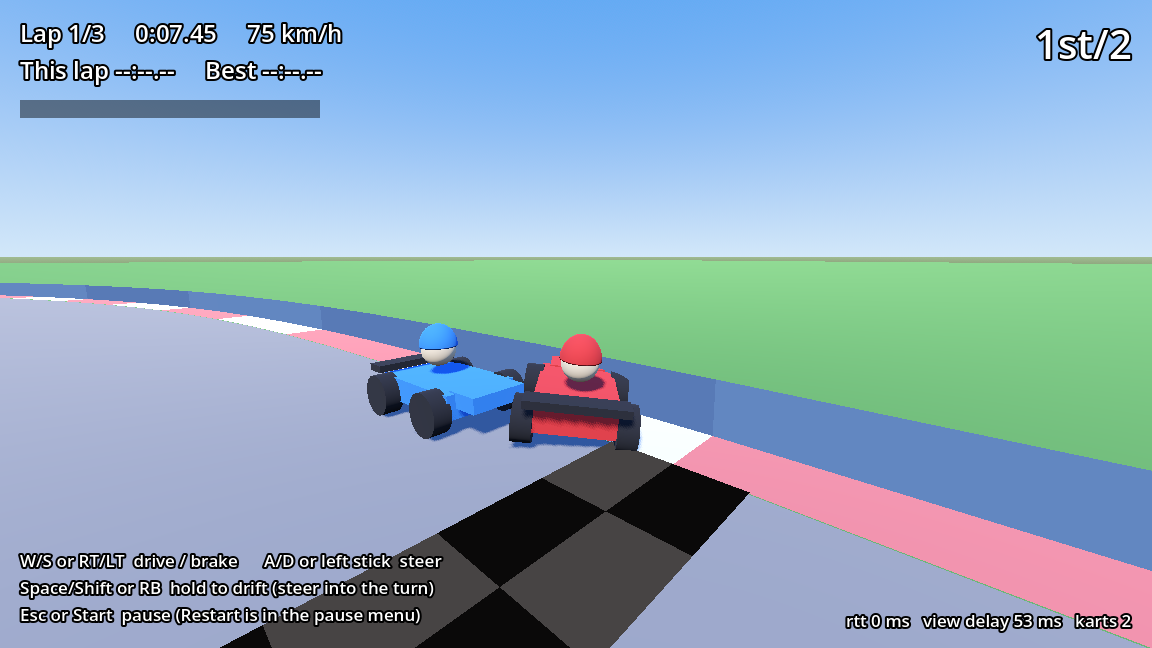 Lap 1/3 0:07.45 75 km/h
1st/2
This lap --:--.-- Best --:--.--
W/S or RT/LT drive / brake A/D or left stick steer
Space/Shift or RB hold to drift (steer into the turn)
Esc or Start pause (Restart is in the pause menu)
rtt 0 ms view delay 53 ms karts 2